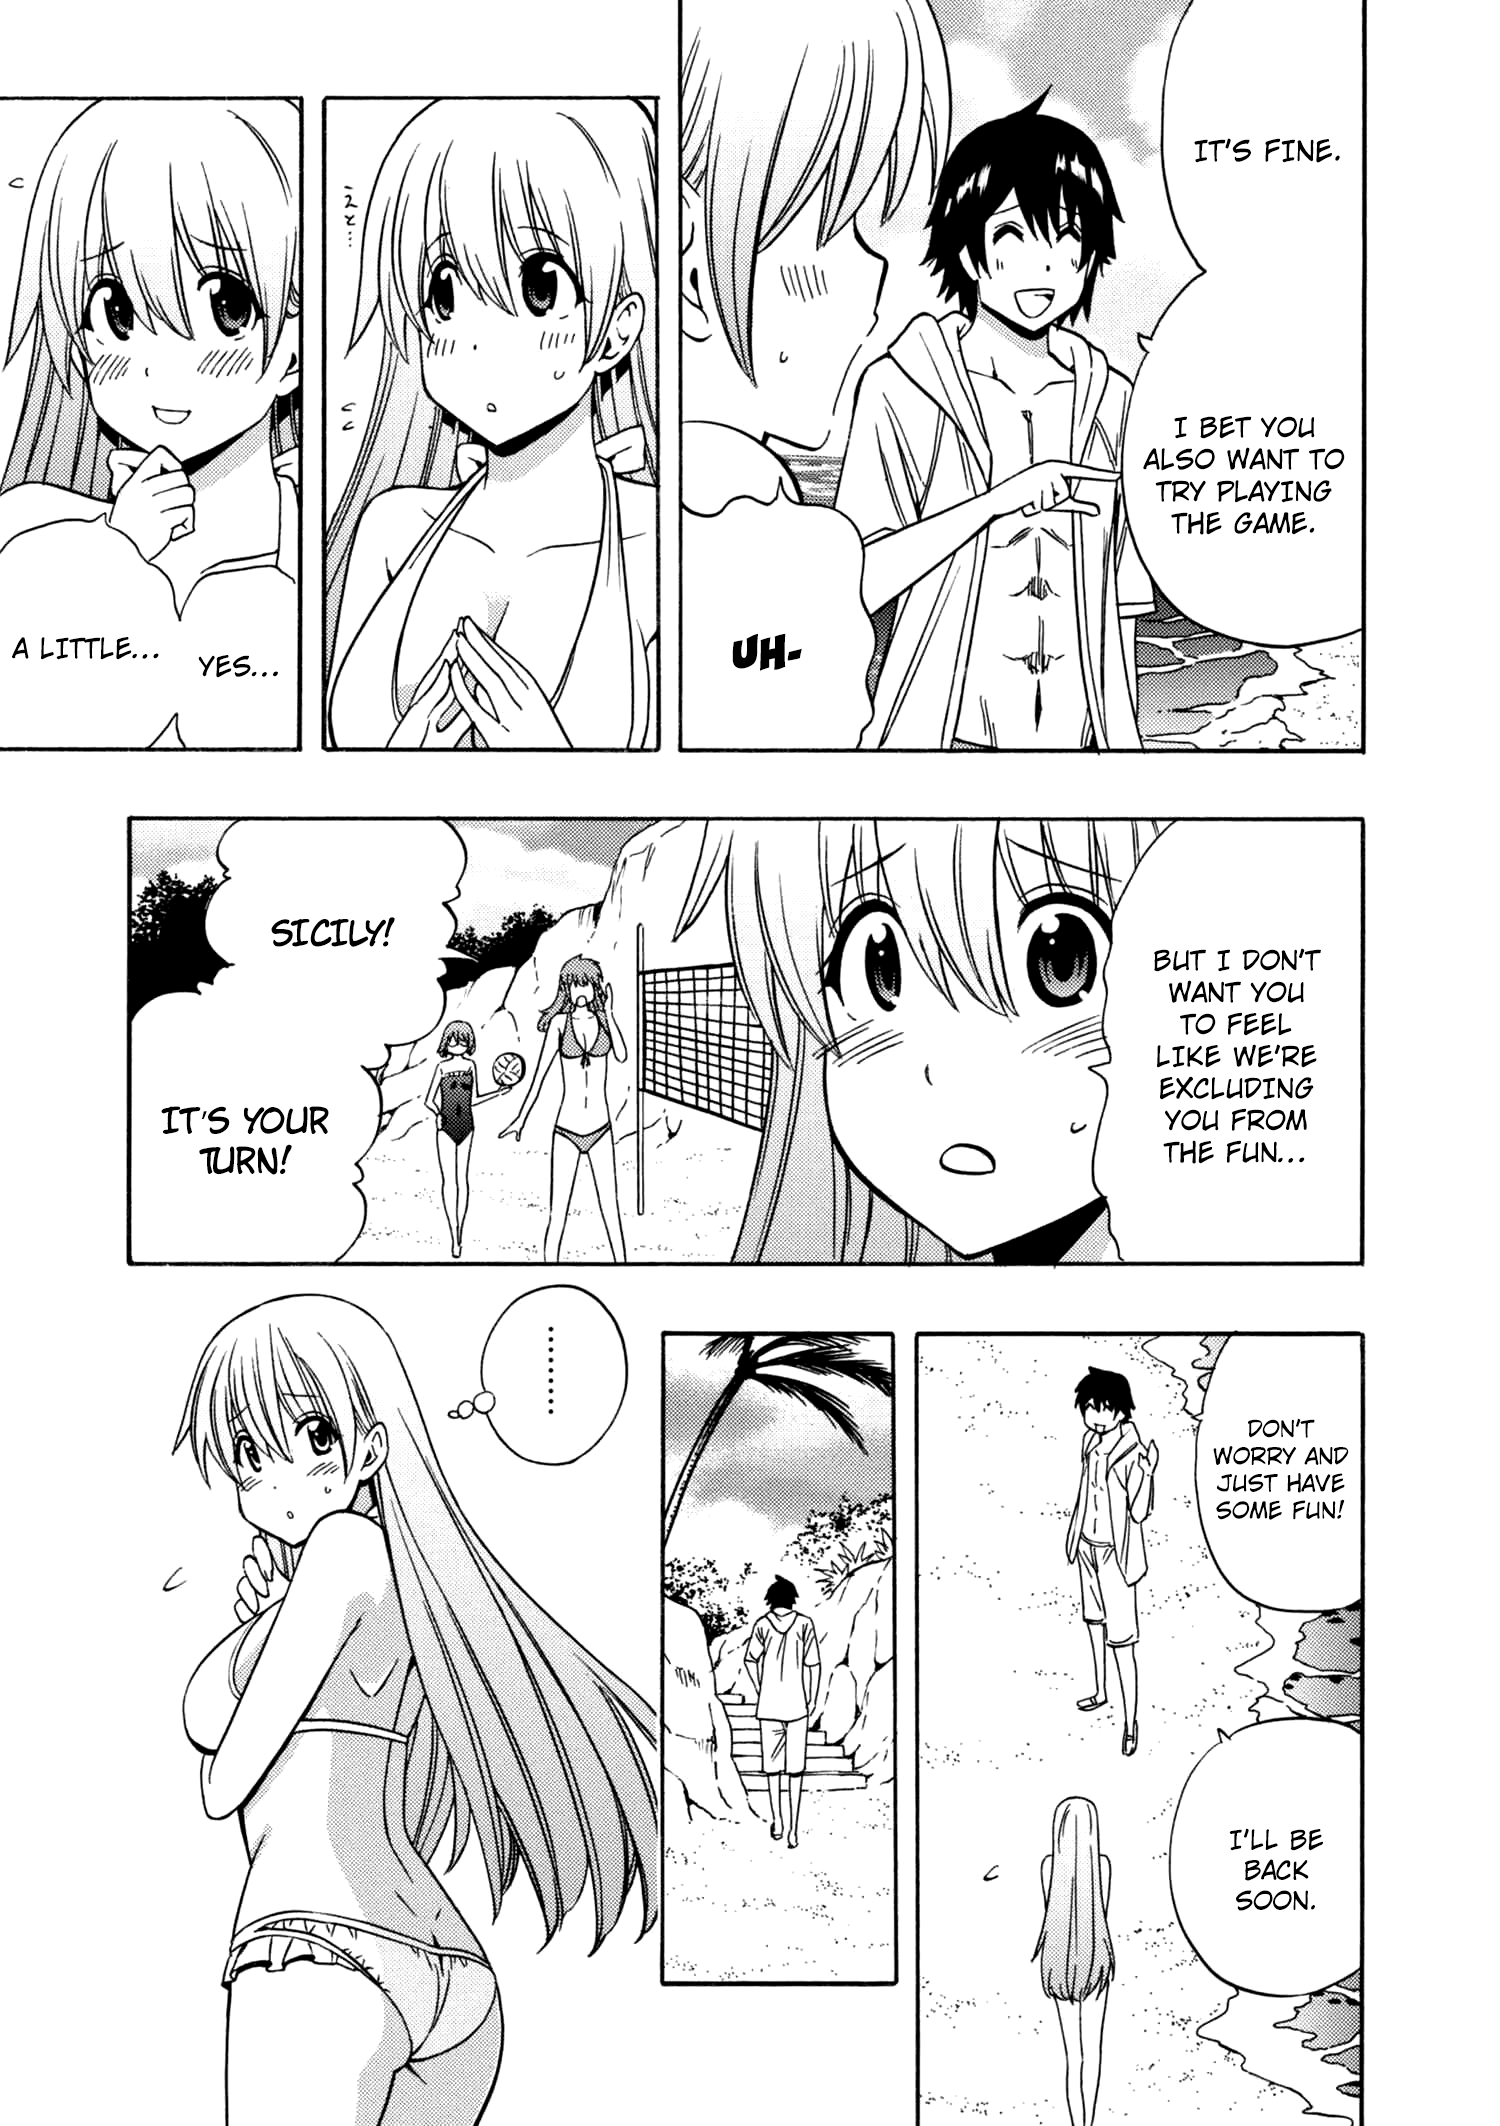 IT'S FINE.
I BET YOU
ALSO WANT TO
TRY PLAYING
THE GAME.
UH-
えと…
YES...
A LITTLE...
BUT I DON'T
WANT YOU
TO FEEL
LIKE WE'RE
EXCLUDING
YOU FROM
THE FUN...
SICILY!
IT'S YOUR
TURN!
DON'T
WORRY AND
JUST HAVE
SOME FUN!
I'LL BE
BACK
SOON.
.........